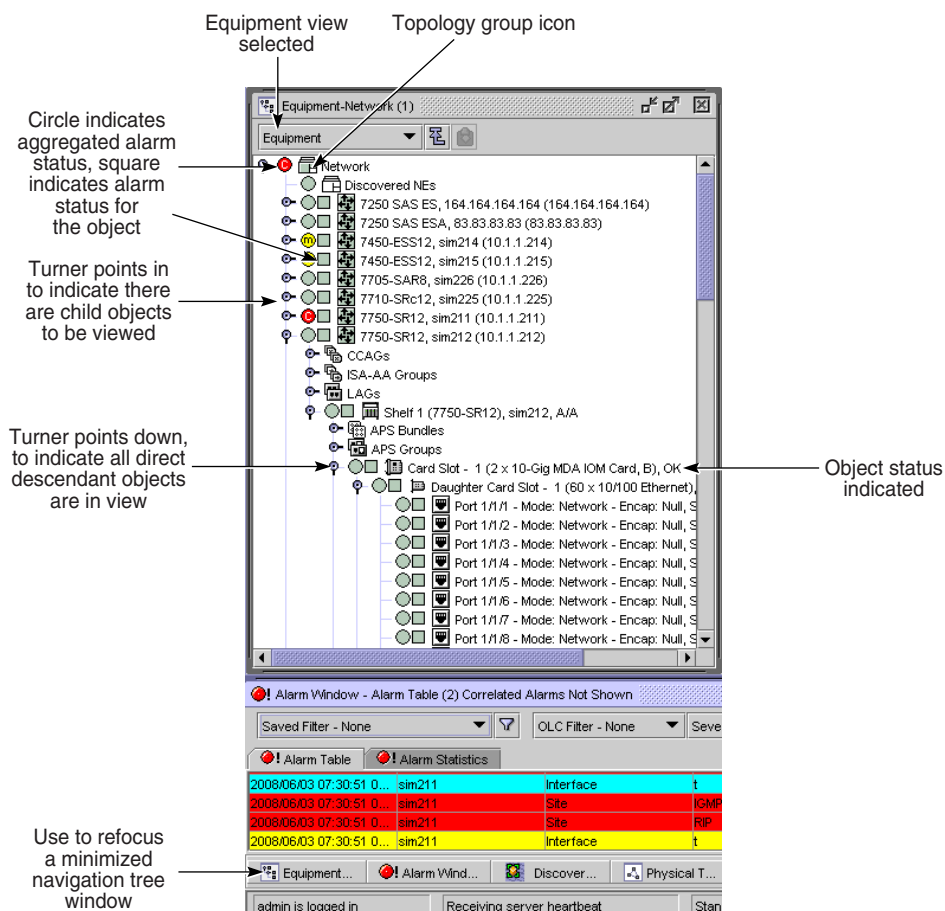 Equipment view
selected
Topology group icon
Circle indicates
aggregated alarm
status, square
indicates alarm
status for
the object
Turner points in
to indicate there
are child objects
to be viewed
Turner points down,
to indicate all direct
descendant objects
are in view
Object status
indicated
Use to refocus
a minimized
navigation tree
window
Equipment-Network (1)
Equipment
C Network
Discovered NEs
7250 SAS ES, 164.164.164.164 (164.164.164.164)
7250 SAS ESA, 83.83.83.83 (83.83.83.83)
m 7450-ESS12, sim214 (10.1.1.214)
7450-ESS12, sim215 (10.1.1.215)
7705-SAR8, sim226 (10.1.1.226)
7710-SRc12, sim225 (10.1.1.225)
C 7750-SR12, sim211 (10.1.1.211)
7750-SR12, sim212 (10.1.1.212)
CCAGs
ISA-AA Groups
LAGs
Shelf 1 (7750-SR12), sim212, A/A
APS Bundles
APS Groups
Card Slot - 1 (2 x 10-Gig MDA IOM Card, B), OK
Daughter Card Slot - 1 (60 x 10/100 Ethernet),
Port 1/1/1 - Mode: Network - Encap: Null, S
Port 1/1/2 - Mode: Network - Encap: Null, S
Port 1/1/3 - Mode: Network - Encap: Null, S
Port 1/1/4 - Mode: Network - Encap: Null, S
Port 1/1/5 - Mode: Network - Encap: Null, S
Port 1/1/6 - Mode: Network - Encap: Null, S
Port 1/1/7 - Mode: Network - Encap: Null, S
Port 1/1/8 - Mode: Network - Encap: Null, S
Alarm Window - Alarm Table (2) Correlated Alarms Not Shown
Saved Filter - None OLC Filter - None Seve
Alarm Table Alarm Statistics
2008/06/03 07:30:51 0... sim211 Interface t
2008/06/03 07:30:51 0... sim211 Site IGMP
2008/06/03 07:30:51 0... sim211 Site RIP
2008/06/03 07:30:51 0... sim211 Interface t
Equipment... Alarm Wind... Discover... Physical T...
admin is logged in Receiving server heartbeat Stan